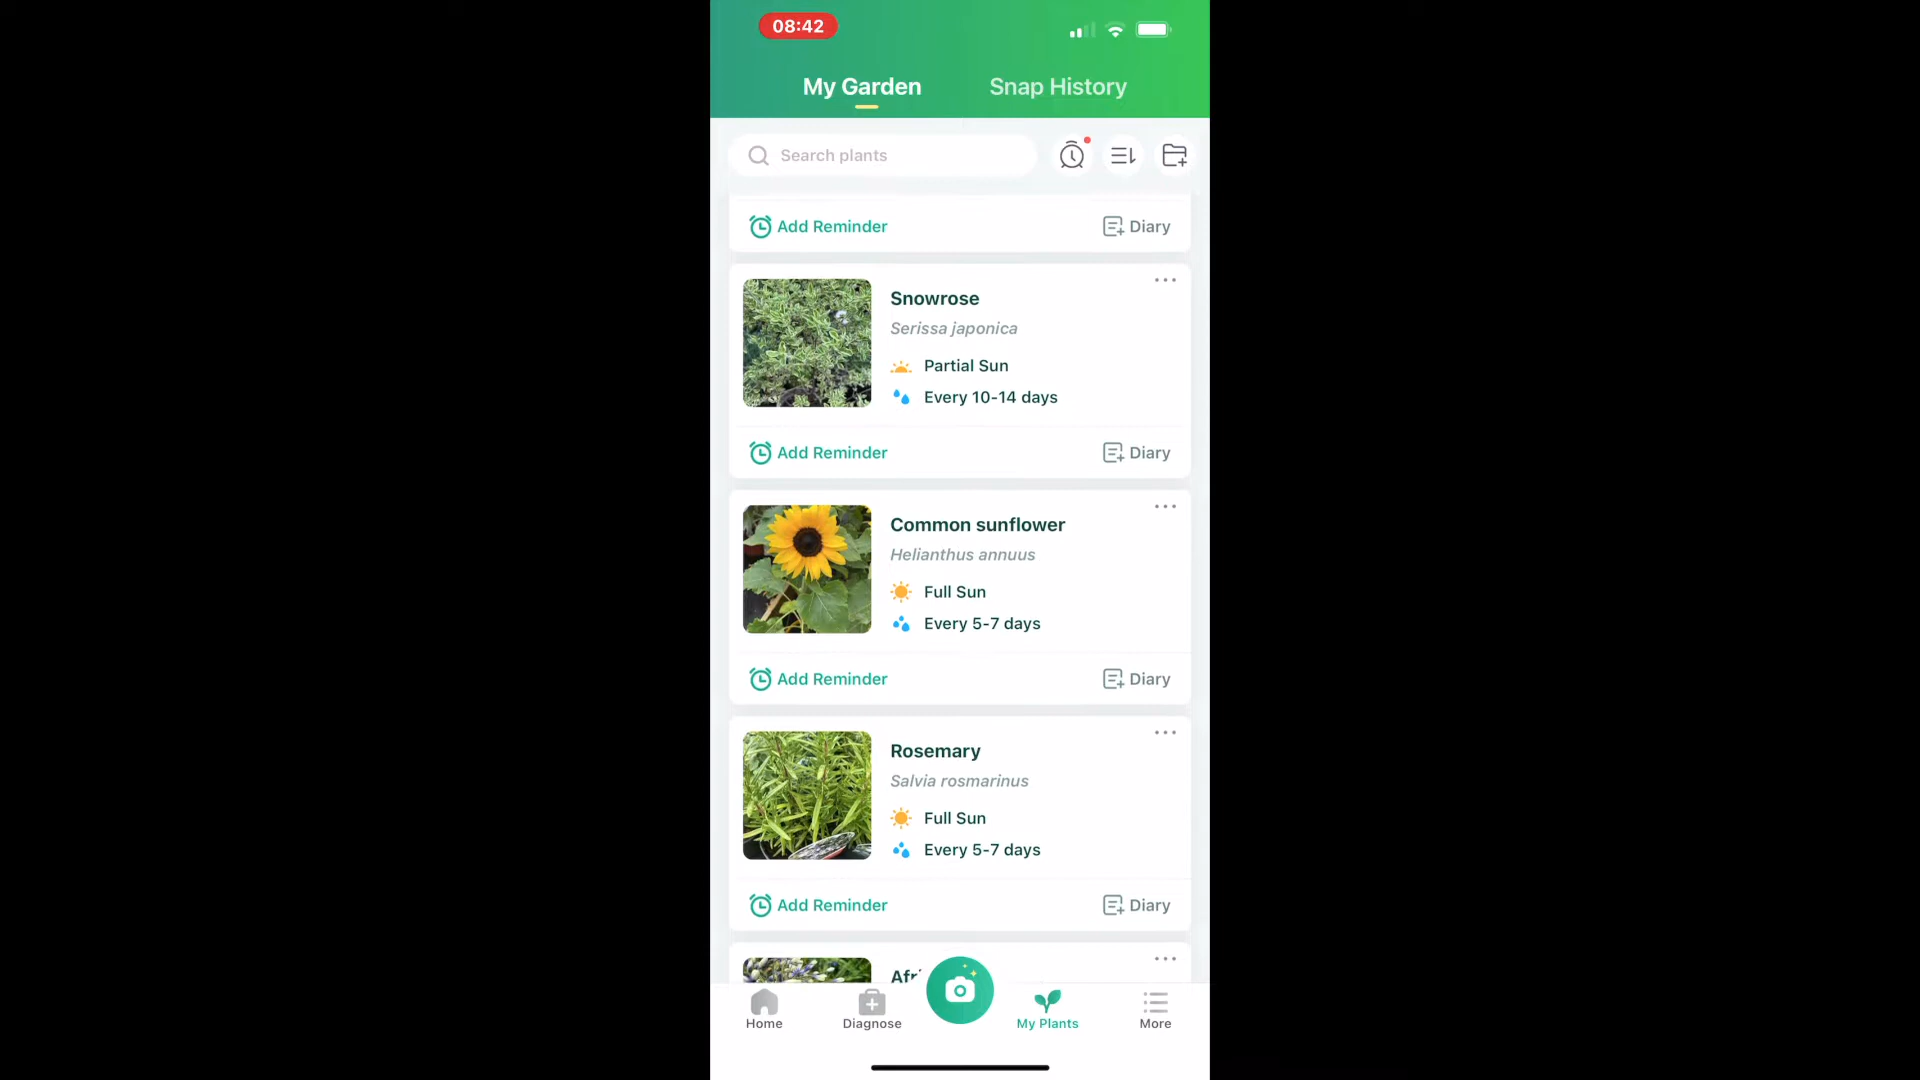 08:42
My Garden
Snap History
Search plants
Add Reminder
Diary
Snowrose
Serissa japonica
Partial Sun
Every 10-14 days
Add Reminder
Diary
Common sunflower
Helianthus annuus
Full Sun
Every 5-7 days
Add Reminder
Diary
Rosemary
Salvia rosmarinus
Full Sun
Every 5-7 days
Add Reminder
Diary
Home
Diagnose
My Plants
More